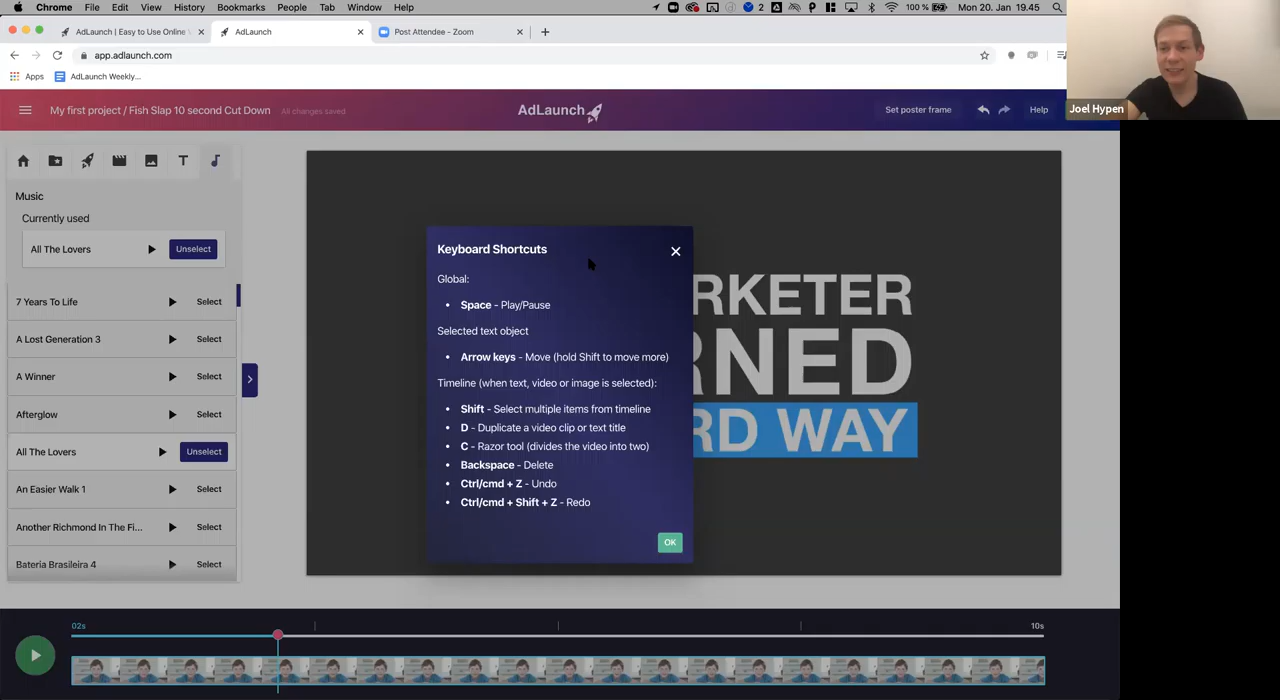 Chrome File Edit View History Bookmarks People Tab Window Help
2 100 % Mon 20. Jan 19.45
AdLaunch | Easy to Use Online
AdLaunch
Post Attendee - Zoom
app.adlaunch.com
Apps AdLaunch Weekly...
Joel Hypen
My first project / Fish Slap 10 second Cut Down All changes saved
AdLaunch
Set poster frame
Help
Music
Currently used
All The Lovers Unselect
7 Years To Life Select
A Lost Generation 3 Select
A Winner Select
Afterglow Select
All The Lovers Unselect
An Easier Walk 1 Select
Another Richmond In The Fi... Select
Bateria Brasileira 4 Select
Keyboard Shortcuts
Global:
• Space - Play/Pause
Selected text object
• Arrow keys - Move (hold Shift to move more)
Timeline (when text, video or image is selected):
• Shift - Select multiple items from timeline
• D - Duplicate a video clip or text title
• C - Razor tool (divides the video into two)
• Backspace - Delete
• Ctrl/cmd + Z - Undo
• Ctrl/cmd + Shift + Z - Redo
OK
RKETER
RNED
RD WAY
02s
10s